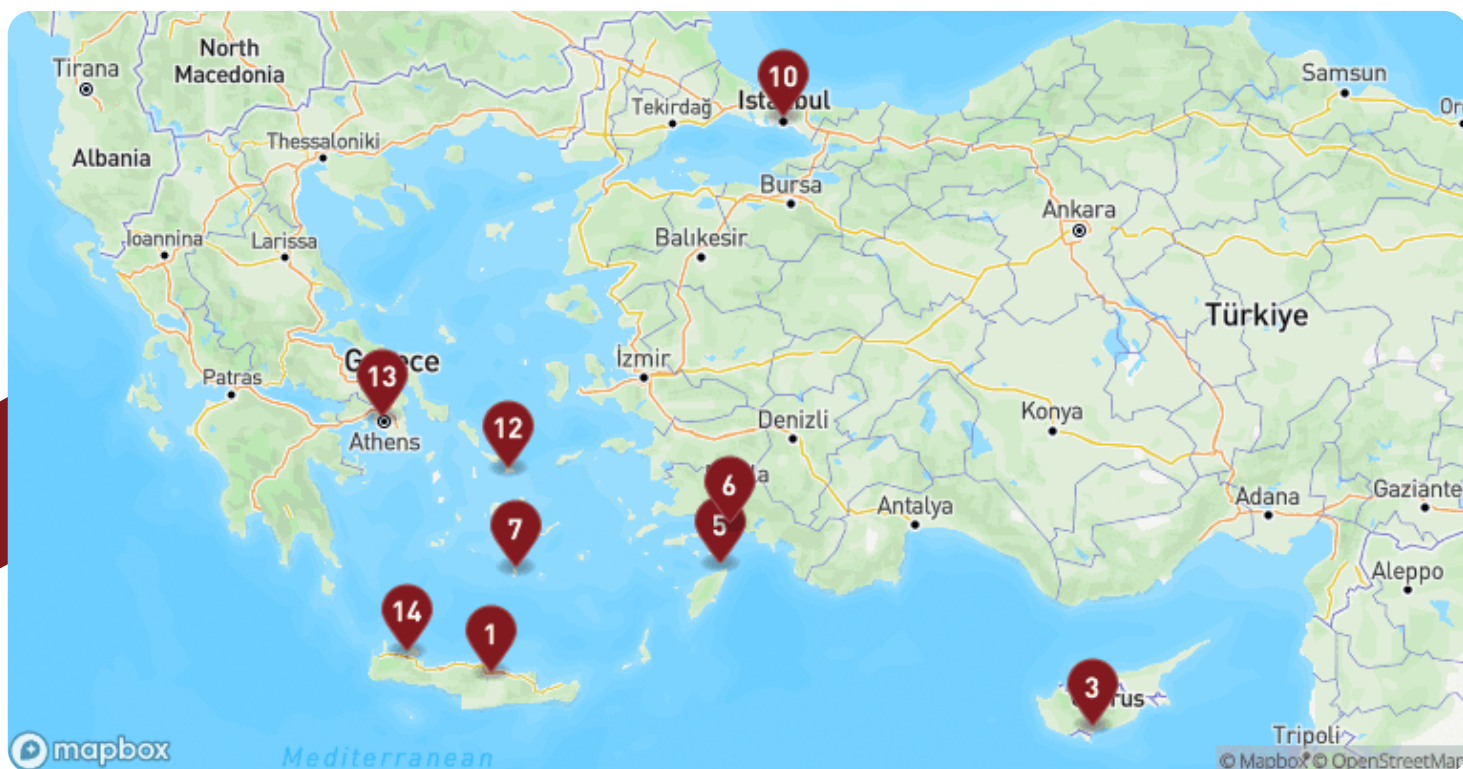 North
Macedonia
Tirana
Samsun
10
Istanbul
Tekirdağ
Thessaloniki
Albania
Bursa
Ankara
Ioannina
Larissa
Balıkesir
Türkiye
Greece
İzmir
13
Patras
Athens
12
Denizli
Konya
6
5
7
Antalya
Adana
Aleppo
14
1
3
Tripoli
mapbox
Mediterranean
© Mapbox © OpenStreetMap